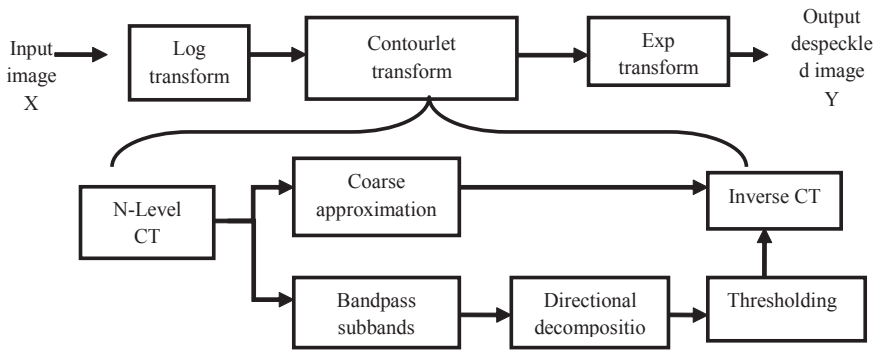 Input
image
X
Log
transform
Contourlet
transform
Exp
transform
Output
despeckle
d image
Y
N-Level
CT
Coarse
approximation
Inverse CT
Bandpass
subbands
Directional
decompositio
Thresholding